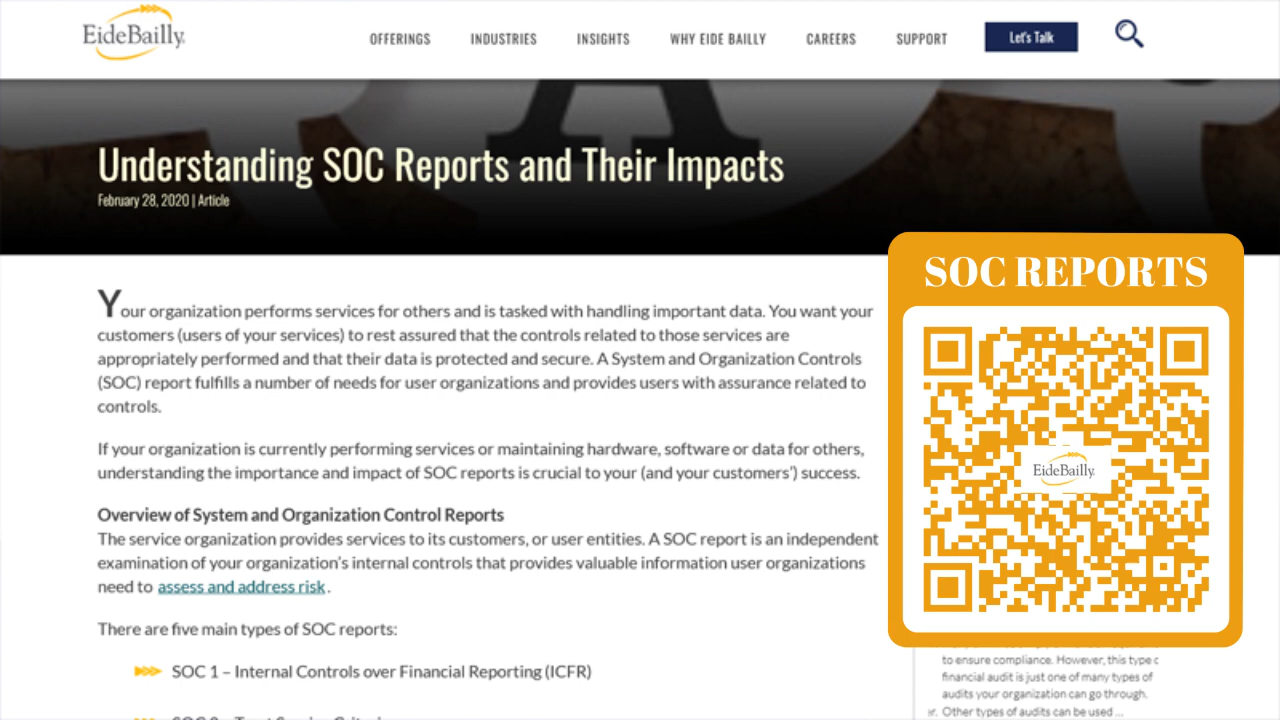 EideBailly.
OFFERINGS
INDUSTRIES
INSIGHTS
WHY EIDE BAILLY
CAREERS
SUPPORT
Let's Talk
Understanding SOC Reports and Their Impacts
February 28, 2020 | Article
Your organization performs services for others and is tasked with handling important data. You want your
customers (users of your services) to rest assured that the controls related to those services are
appropriately performed and that their data is protected and secure. A System and Organization Controls
(SOC) report fulfills a number of needs for user organizations and provides users with assurance related to
controls.
If your organization is currently performing services or maintaining hardware, software or data for others,
understanding the importance and impact of SOC reports is crucial to your (and your customers') success.
Overview of System and Organization Control Reports
The service organization provides services to its customers, or user entities. A SOC report is an independent
examination of your organization's internal controls that provides valuable information user organizations
need to assess and address risk.
There are five main types of SOC reports:
SOC 1 – Internal Controls over Financial Reporting (ICFR)
SOC REPORTS
EideBailly.
to ensure compliance. However, this type c
financial audit is just one of many types of
audits your organization can go through.
er. Other types of audits can be used ...